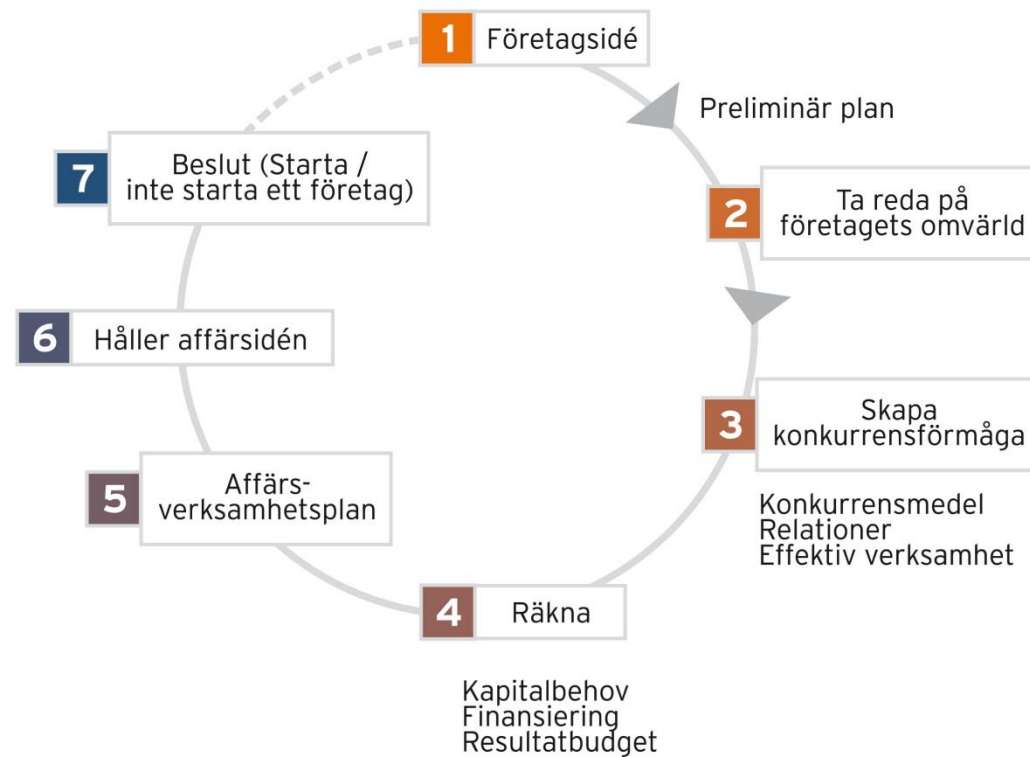 1 Företagsidé
Preliminär plan
2 Ta reda på
företagets omvärld
3 Skapa
konkurrensförmåga
Konkurrensmedel
Relationer
Effektiv verksamhet
4 Räkna
Kapitalbehov
Finansiering
Resultatbudget
5 Affärs-
verksamhetsplan
6 Håller affärsidén
7 Beslut (Starta /
inte starta ett företag)